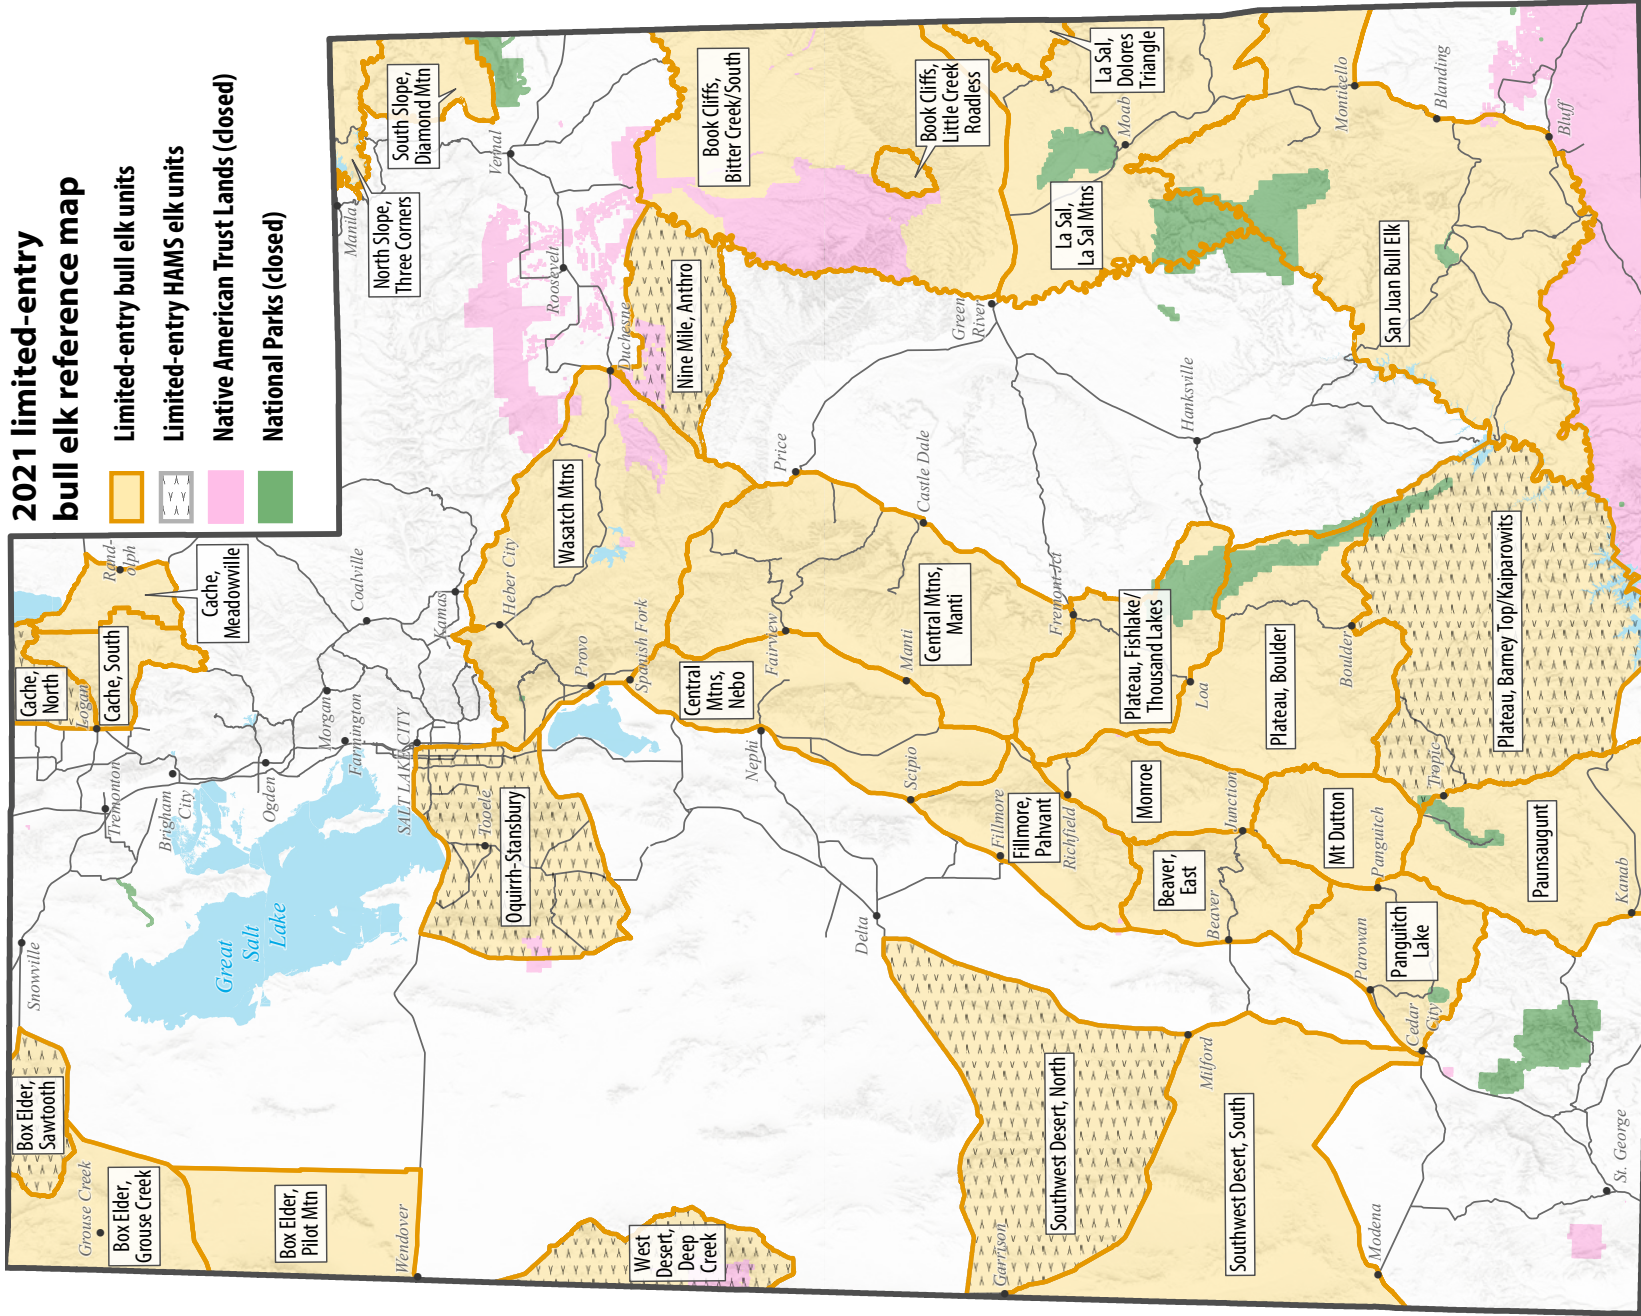 2021 limited-entry
bull elk reference map
Limited-entry bull elk units
Limited-entry HAMS elk units
Native American Trust Lands (closed)
National Parks (closed)
Snowville
Box Elder,
Sawtooth
Grouse Creek
Box Elder,
Grouse Creek
Box Elder,
Pilot Mtn
Wendover
Great
Salt
Lake
Tremonton
Brigham
City
Ogden
Morgan
Farmington
SALT LAKE CITY
Cache,
North
Logan
Cache, South
Cache,
Meadowville
Rand-
olph
Coalville
Kamas
Heber City
Manila
North Slope,
Three Corners
South Slope,
Diamond Mtn
Vernal
Roosevelt
Duchesne
Tooele
Oquirrh-Stansbury
Provo
Spanish Fork
Wasatch Mtns
Nine Mile, Anthro
Book Cliffs,
Bitter Creek/South
Book Cliffs,
Little Creek
Roadless
West
Desert,
Deep
Creek
Central
Mtns,
Nebo
Nephi
Fairview
Price
Castle Dale
Manti
Central Mtns,
Manti
Scipio
Delta
Fillmore
Fillmore,
Pahvant
Richfield
Green
River
La Sal,
La Sal Mtns
La Sal,
Dolores
Triangle
Moab
Garrison
Southwest Desert, North
Milford
Southwest Desert, South
Modena
Beaver,
East
Beaver
Monroe
Junction
Fremont Jct
Plateau, Fishlake/
Thousand Lakes
Loa
Hanksville
Plateau, Boulder
Boulder
Mt Dutton
Panguitch
Parowan
Panguitch
Lake
Cedar
City
Tropic
Paunsaugunt
Kanab
Plateau, Barney Top/Kaiparowits
San Juan Bull Elk
Monticello
Blanding
Bluff
St. George